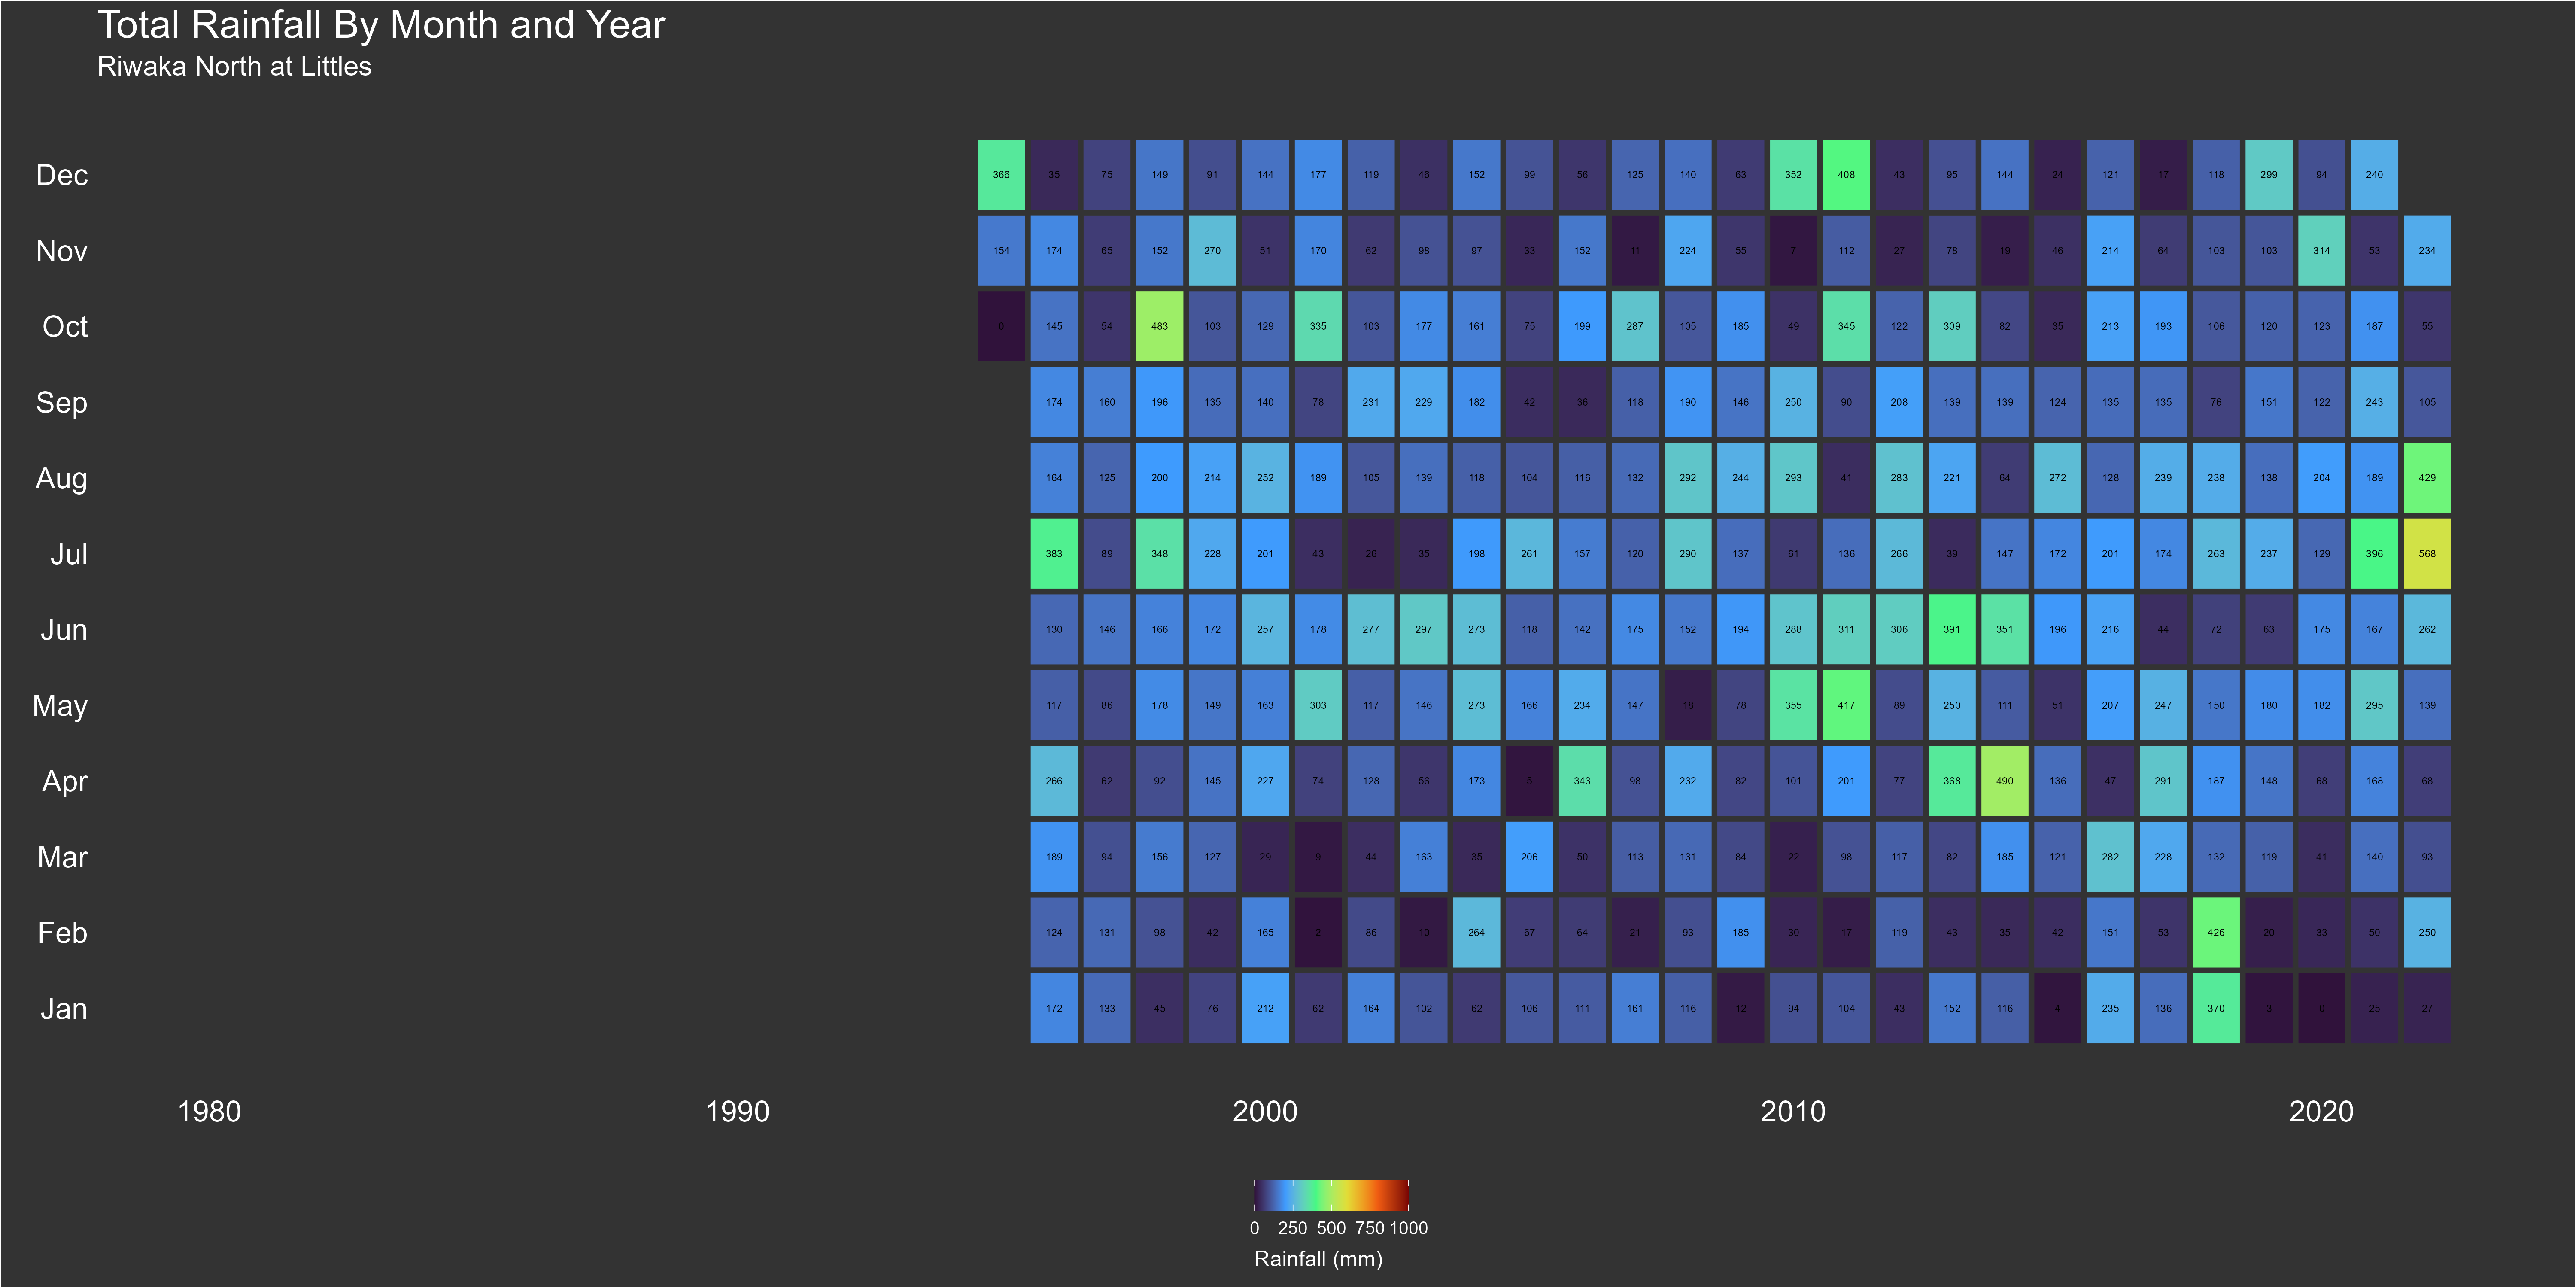 Total Rainfall By Month and Year
Riwaka North at Littles
Dec 366 35 75 149 91 144 177 119 46 152 99 56 125 140 63 352 408 43 95 144 24 121 17 118 299 94 240
Nov 154 174 65 152 270 51 170 62 98 97 33 152 11 224 55 7 112 27 78 19 46 214 64 103 103 314 53 234
Oct 0 145 54 483 103 129 335 103 177 161 75 199 287 105 185 49 345 122 309 82 35 213 193 106 120 123 187 55
Sep 174 160 196 135 140 78 231 229 182 42 36 118 190 146 250 90 208 139 139 124 135 135 76 151 122 243 105
Aug 164 125 200 214 252 189 105 139 118 104 116 132 292 244 293 41 283 221 64 272 128 239 238 138 204 189 429
Jul 383 89 348 228 201 43 26 35 198 261 157 120 290 137 61 136 266 39 147 172 201 174 263 237 129 396 568
Jun 130 146 166 172 257 178 277 297 273 118 142 175 152 194 288 311 306 391 351 196 216 44 72 63 175 167 262
May 117 86 178 149 163 303 117 146 273 166 234 147 18 78 355 417 89 250 111 51 207 247 150 180 182 295 139
Apr 266 62 92 145 227 74 128 56 173 5 343 98 232 82 101 201 77 368 490 136 47 291 187 148 68 168 68
Mar 189 94 156 127 29 9 44 163 35 206 50 113 131 84 22 98 117 82 185 121 282 228 132 119 41 140 93
Feb 124 131 98 42 165 2 86 10 264 67 64 21 93 185 30 17 119 43 35 42 151 53 426 20 33 50 250
Jan 172 133 45 76 212 62 164 102 62 106 111 161 116 12 94 104 43 152 116 4 235 136 370 3 0 25 27
1980 1990 2000 2010 2020
0 250 500 750 1000
Rainfall (mm)